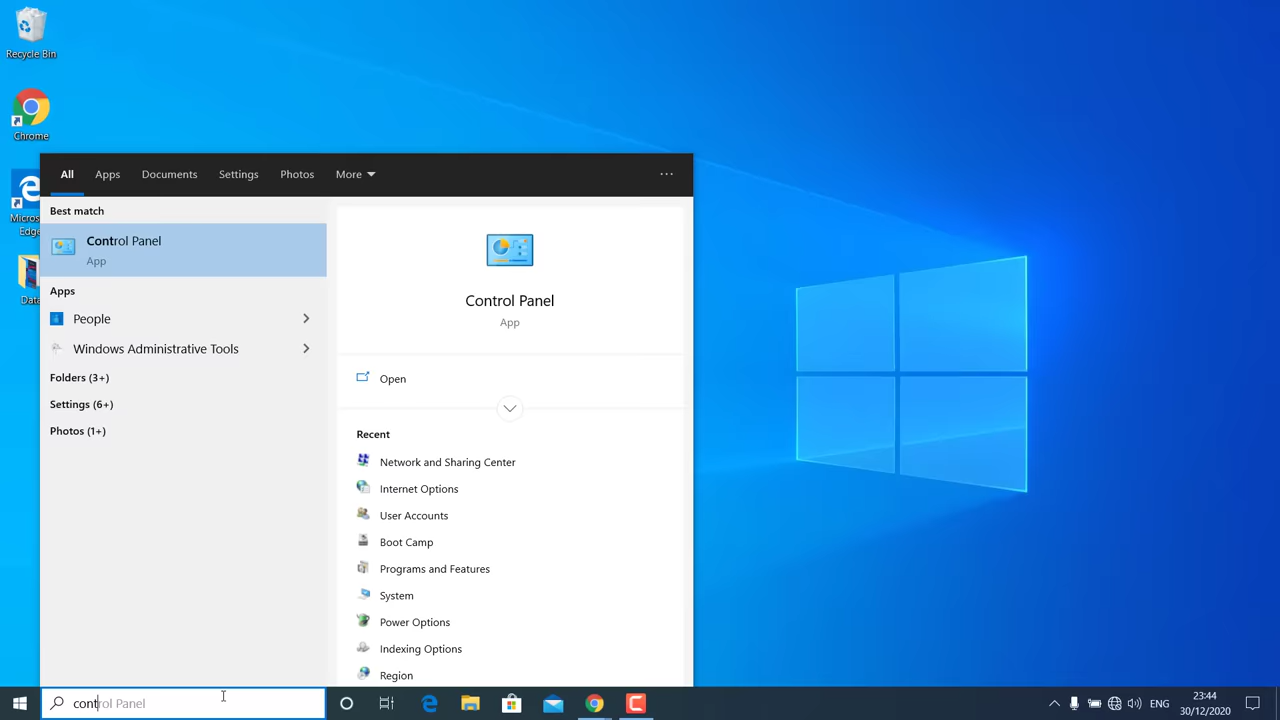 Recycle Bin
Chrome
Micros
Edge
Data
All Apps Documents Settings Photos More ...
Best match
Control Panel
App
Apps
People
Windows Administrative Tools
Folders (3+)
Settings (6+)
Photos (1+)
Control Panel
App
Open
Recent
Network and Sharing Center
Internet Options
User Accounts
Boot Camp
Programs and Features
System
Power Options
Indexing Options
Region
control Panel
ENG
23:44
30/12/2020